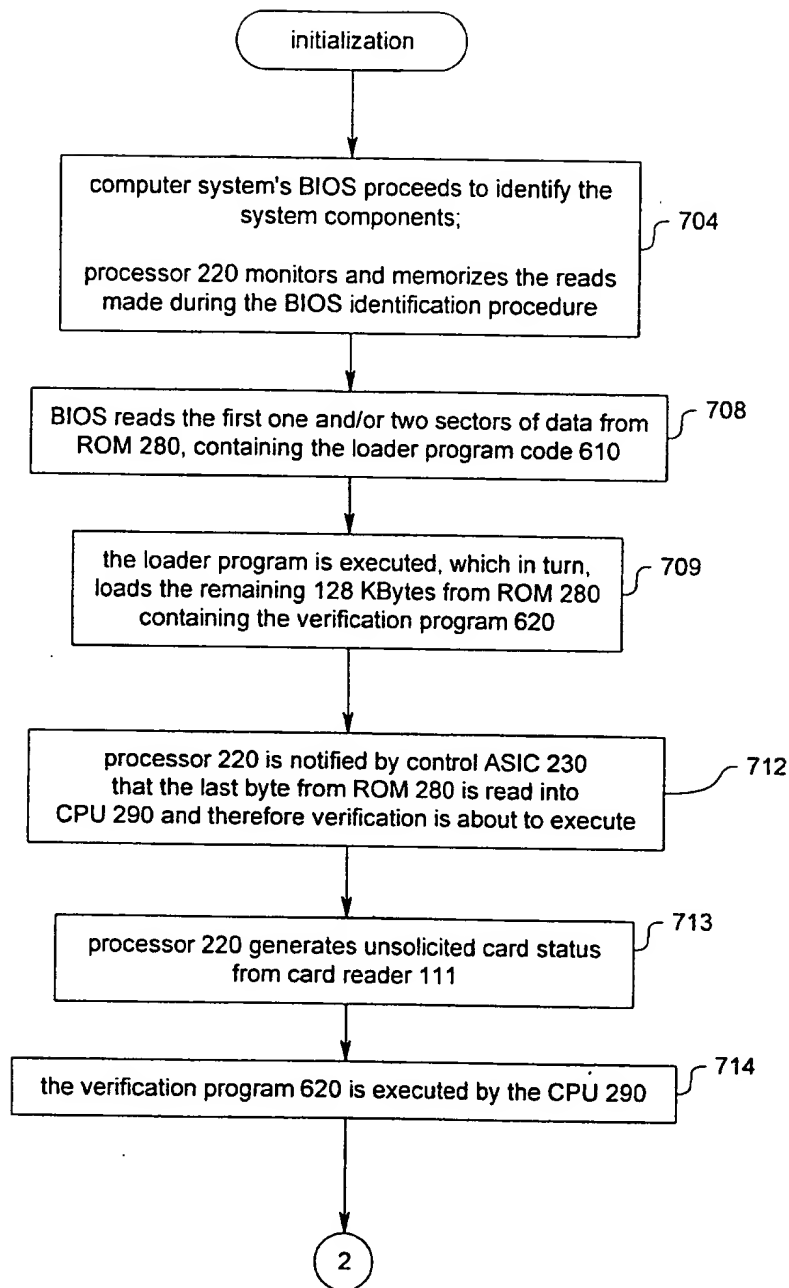 initialization
computer system's BIOS proceeds to identify the
system components;
processor 220 monitors and memorizes the reads
made during the BIOS identification procedure
704
BIOS reads the first one and/or two sectors of data from
ROM 280, containing the loader program code 610
708
the loader program is executed, which in turn,
loads the remaining 128 KBytes from ROM 280
containing the verification program 620
709
processor 220 is notified by control ASIC 230
that the last byte from ROM 280 is read into
CPU 290 and therefore verification is about to execute
712
processor 220 generates unsolicited card status
from card reader 111
713
the verification program 620 is executed by the CPU 290
714
2